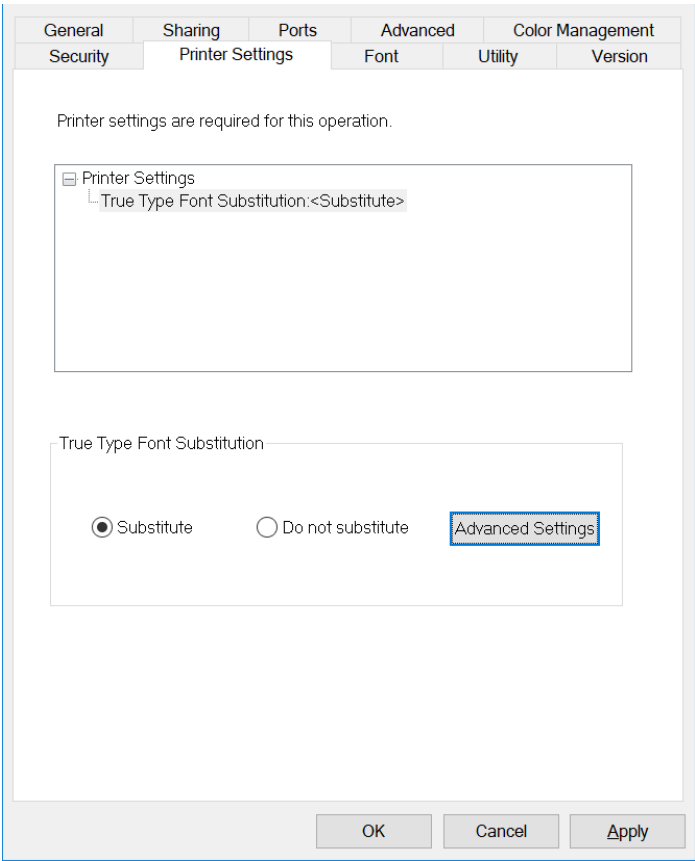 General Sharing Ports Advanced Color Management
Security Printer Settings Font Utility Version
Printer settings are required for this operation.
Printer Settings
True Type Font Substitution:<Substitute>
True Type Font Substitution
Substitute Do not substitute Advanced Settings
OK Cancel Apply